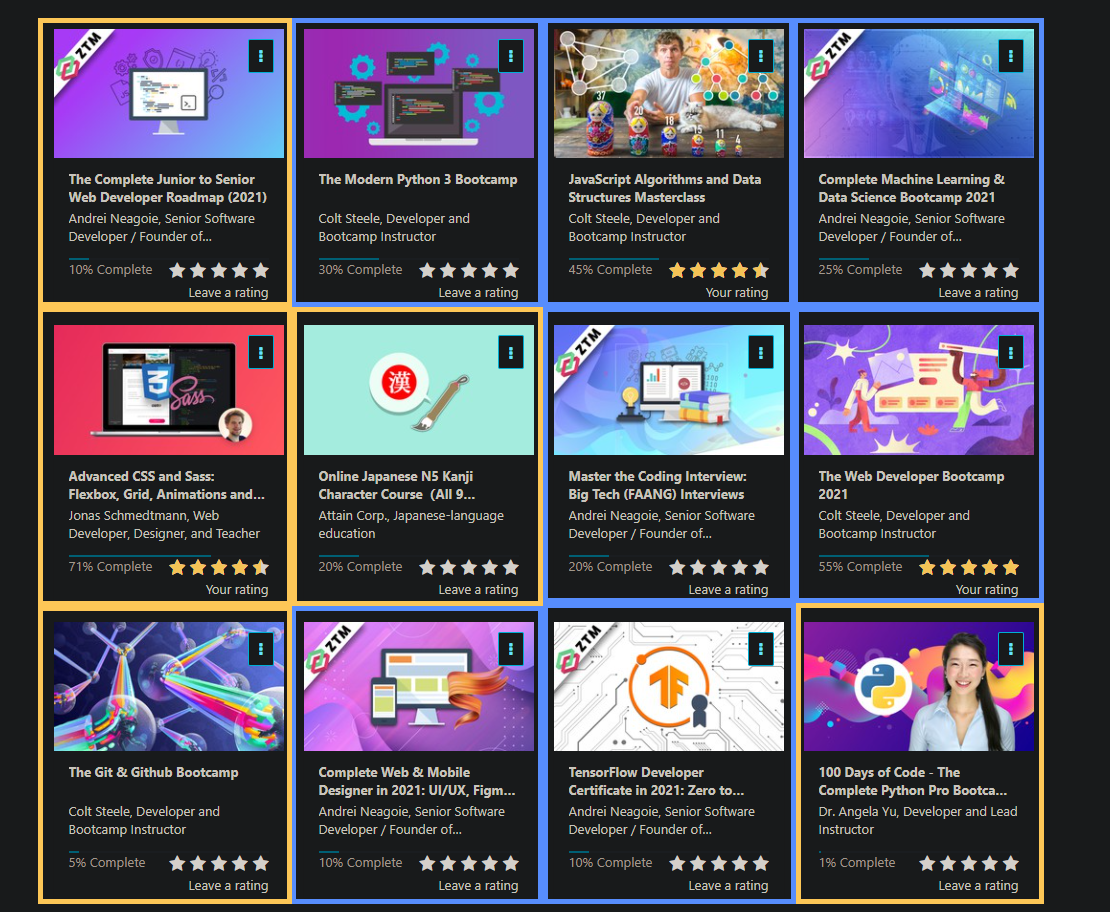 ZTM
The Complete Junior to Senior
Web Developer Roadmap (2021)
Andrei Neagoie, Senior Software
Developer / Founder of...
10% Complete
Leave a rating
The Modern Python 3 Bootcamp
Colt Steele, Developer and
Bootcamp Instructor
30% Complete
Leave a rating
37
20
18
15
11
4
JavaScript Algorithms and Data
Structures Masterclass
Colt Steele, Developer and
Bootcamp Instructor
45% Complete
Your rating
ZTM
Complete Machine Learning &
Data Science Bootcamp 2021
Andrei Neagoie, Senior Software
Developer / Founder of...
25% Complete
Leave a rating
3
Sass
Advanced CSS and Sass:
Flexbox, Grid, Animations and...
Jonas Schmedtmann, Web
Developer, Designer, and Teacher
71% Complete
Your rating
漢
Online Japanese N5 Kanji
Character Course (All 9...
Attain Corp., Japanese-language
education
20% Complete
Leave a rating
ZTM
Master the Coding Interview:
Big Tech (FAANG) Interviews
Andrei Neagoie, Senior Software
Developer / Founder of...
20% Complete
Leave a rating
The Web Developer Bootcamp
2021
Colt Steele, Developer and
Bootcamp Instructor
55% Complete
Your rating
The Git & Github Bootcamp
Colt Steele, Developer and
Bootcamp Instructor
5% Complete
Leave a rating
ZTM
Complete Web & Mobile
Designer in 2021: UI/UX, Figm...
Andrei Neagoie, Senior Software
Developer / Founder of...
10% Complete
Leave a rating
ZTM
TensorFlow Developer
Certificate in 2021: Zero to...
Andrei Neagoie, Senior Software
Developer / Founder of...
10% Complete
Leave a rating
100 Days of Code - The
Complete Python Pro Bootca...
Dr. Angela Yu, Developer and Lead
Instructor
1% Complete
Leave a rating